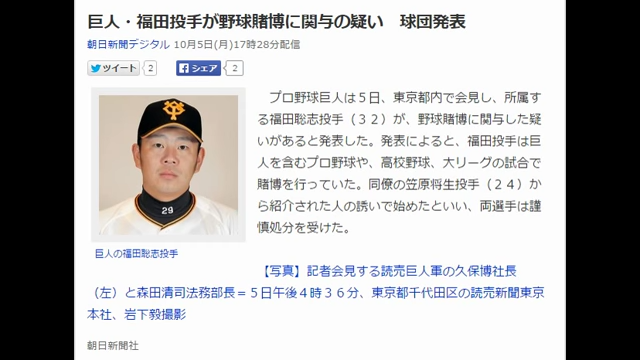 巨人・福田投手が野球賭博に関与の疑い 球団発表
朝日新聞デジタル 10月5日(月)17時28分配信
ツイート 2 シェア 2
プロ野球巨人は５日、東京都内で会見し、所属す
る福田聡志投手（３２）が、野球賭博に関与した疑
いがあると発表した。発表によると、福田投手は巨
人を含むプロ野球や、高校野球、大リーグの試合で
賭博を行っていた。同僚の笠原将生投手（２４）か
ら紹介された人の誘いで始めたといい、両選手は謹
慎処分を受けた。
29
巨人の福田聡志投手
【写真】記者会見する読売巨人軍の久保博社長
（左）と森田清司法務部長＝５日午後４時３６分、東京都千代田区の読売新聞東京
本社、岩下毅撮影
朝日新聞社